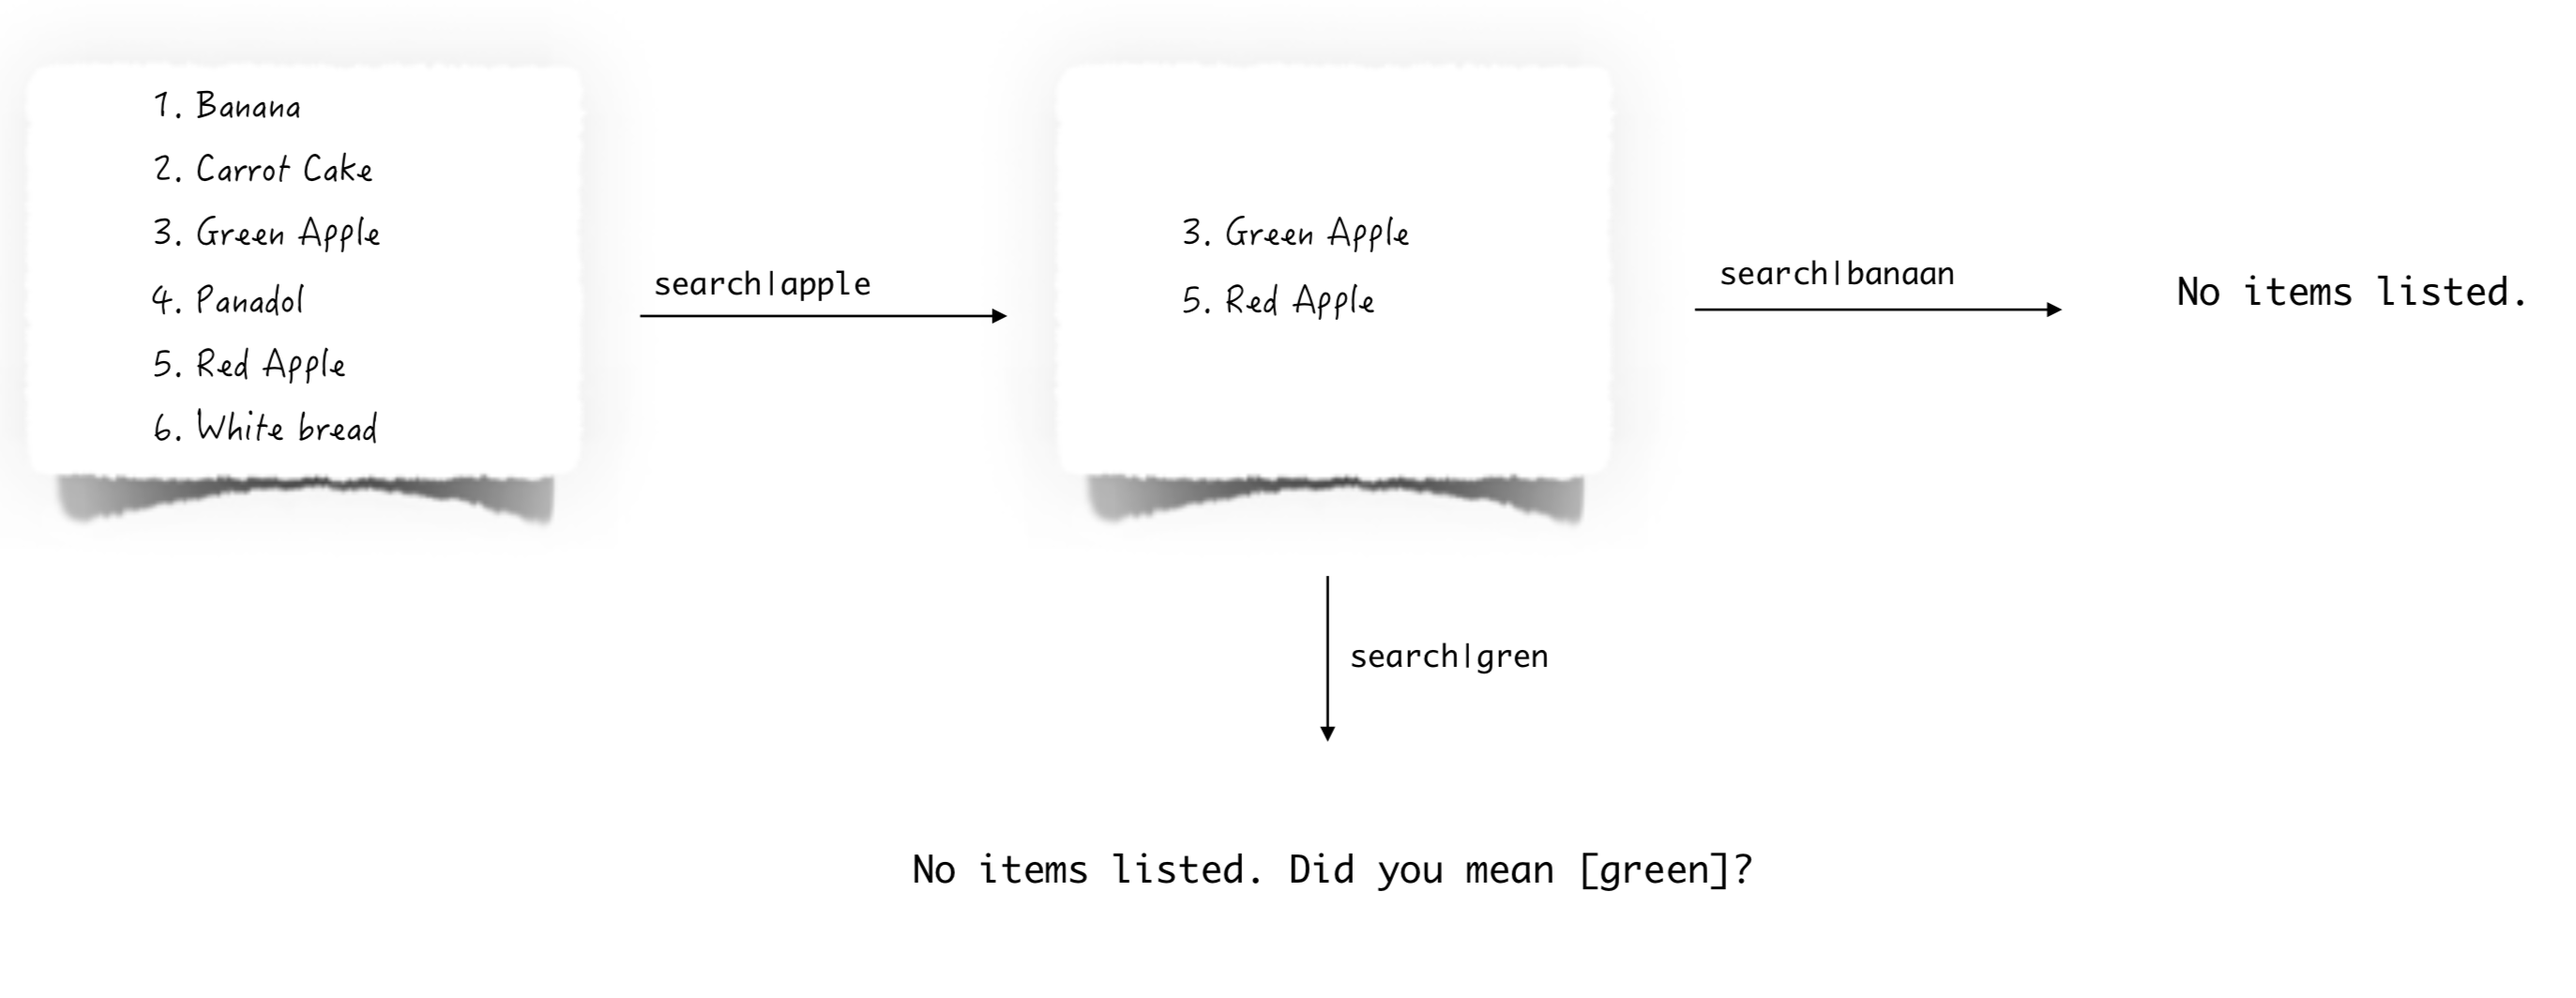 1. Banana
2. Carrot Cake
3. Green Apple
4. Panadol
5. Red Apple
6. White bread
search|apple
3. Green Apple
5. Red Apple
search|banaan
No items listed.
search|gren
No items listed. Did you mean [green]?